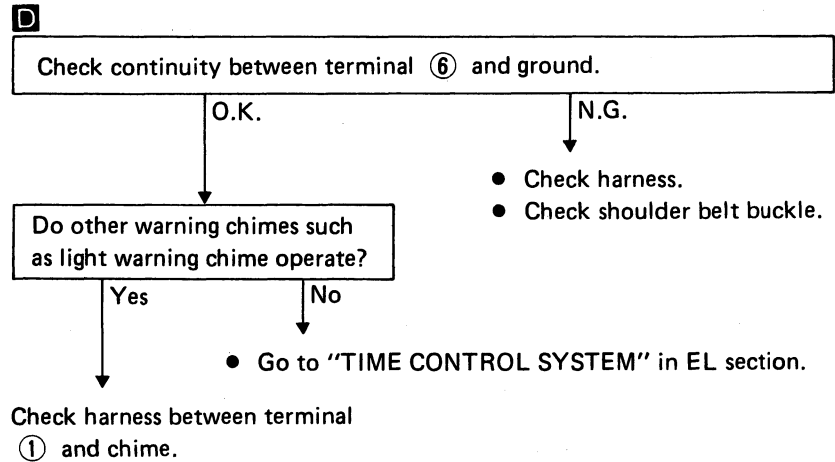 D
Check continuity between terminal ⑥ and ground.
O.K.
N.G.
● Check harness.
● Check shoulder belt buckle.
Do other warning chimes such
as light warning chime operate?
Yes
No
● Go to "TIME CONTROL SYSTEM" in EL section.
Check harness between terminal
① and chime.